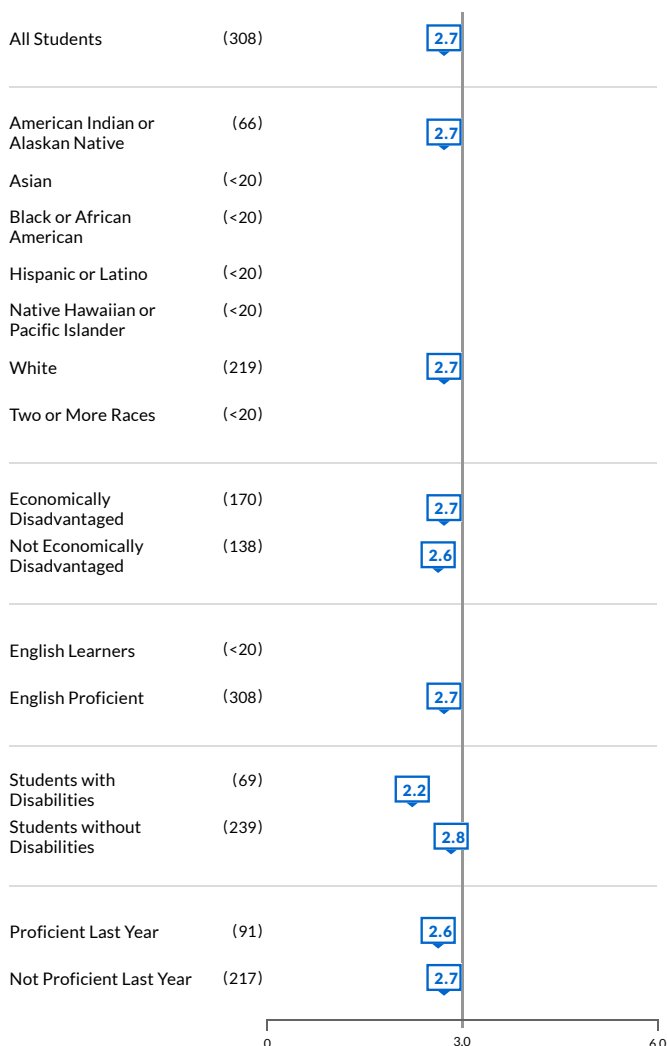 All Students (308) 2.7
American Indian or (66) 2.7
Alaskan Native
Asian (<20)
Black or African (<20)
American
Hispanic or Latino (<20)
Native Hawaiian or (<20)
Pacific Islander
White (219) 2.7
Two or More Races (<20)
Economically (170) 2.7
Disadvantaged
Not Economically (138) 2.6
Disadvantaged
English Learners (<20)
English Proficient (308) 2.7
Students with (69) 2.2
Disabilities
Students without (239) 2.8
Disabilities
Proficient Last Year (91) 2.6
Not Proficient Last Year (217) 2.7
0 3.0 6.0